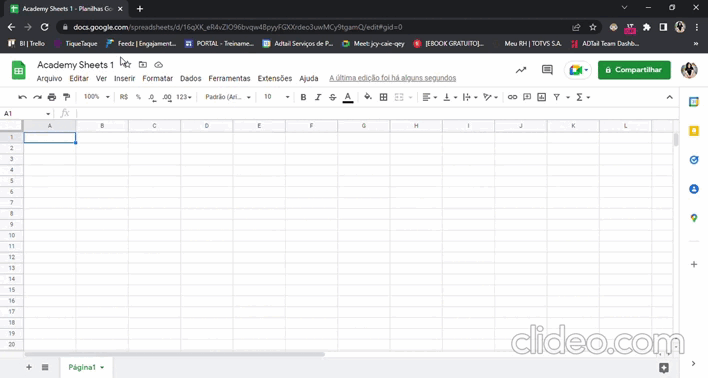 Academy Sheets 1 - Planilhas Go
docs.google.com/spreadsheets/d/16qXK_eR4vZIO96bvqw48pyyFGXXrdeo3uwMCy9tgamQ/edit#gid=0
BI | Trello TiqueTaque Feedz | Engajament... PORTAL - Treiname... Adtail Serviços de P... Meet: jcy-caie-qey [EBOOK GRATUITO]... Meu RH | TOTVS S.A. ADTail Team Dashb...
Academy Sheets 1
Arquivo Editar Ver Inserir Formatar Dados Ferramentas Extensões Ajuda A última edição foi há alguns segundos
Compartilhar
100% R$ % .0 .00 123 Padrão (Ari... 10 B I S A
A1 fx
A B C D E F G H I J K L
1
2
3
4
5
6
7
8
9
10
11
12
13
14
15
16
17
18
19
20
clideo.com
Página1